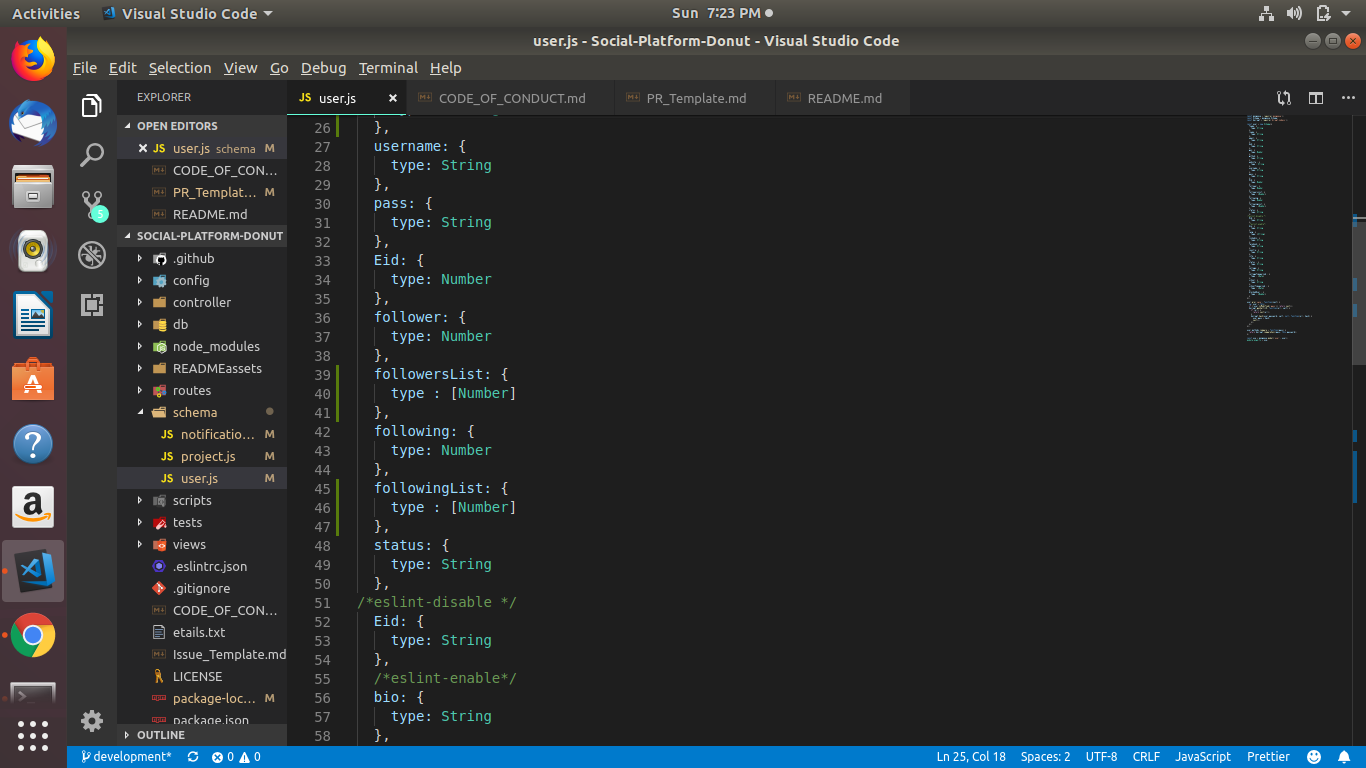 Activities Visual Studio Code Sun 7:23 PM
user.js - Social-Platform-Donut - Visual Studio Code
File Edit Selection View Go Debug Terminal Help
EXPLORER
OPEN EDITORS
JS user.js schema M
CODE_OF_CON...
PR_Templat... M
README.md
SOCIAL-PLATFORM-DONUT
.github
config
controller
db
node_modules
READMEassets
routes
schema
JS notificatio... M
JS project.js M
JS user.js M
scripts
tests
views
.eslintrc.json
.gitignore
CODE_OF_CON...
etails.txt
Issue_Template.md
LICENSE
package-loc... M
package.json
OUTLINE
5
JS user.js CODE_OF_CONDUCT.md PR_Template.md README.md
26 },
27 username: {
28 type: String
29 },
30 pass: {
31 type: String
32 },
33 Eid: {
34 type: Number
35 },
36 follower: {
37 type: Number
38 },
39 followersList: {
40 type : [Number]
41 },
42 following: {
43 type: Number
44 },
45 followingList: {
46 type : [Number]
47 },
48 status: {
49 type: String
50 },
51 /*eslint-disable */
52 Eid: {
53 type: String
54 },
55 /*eslint-enable*/
56 bio: {
57 type: String
58 },
development* 0 0 Ln 25, Col 18 Spaces: 2 UTF-8 CRLF JavaScript Prettier